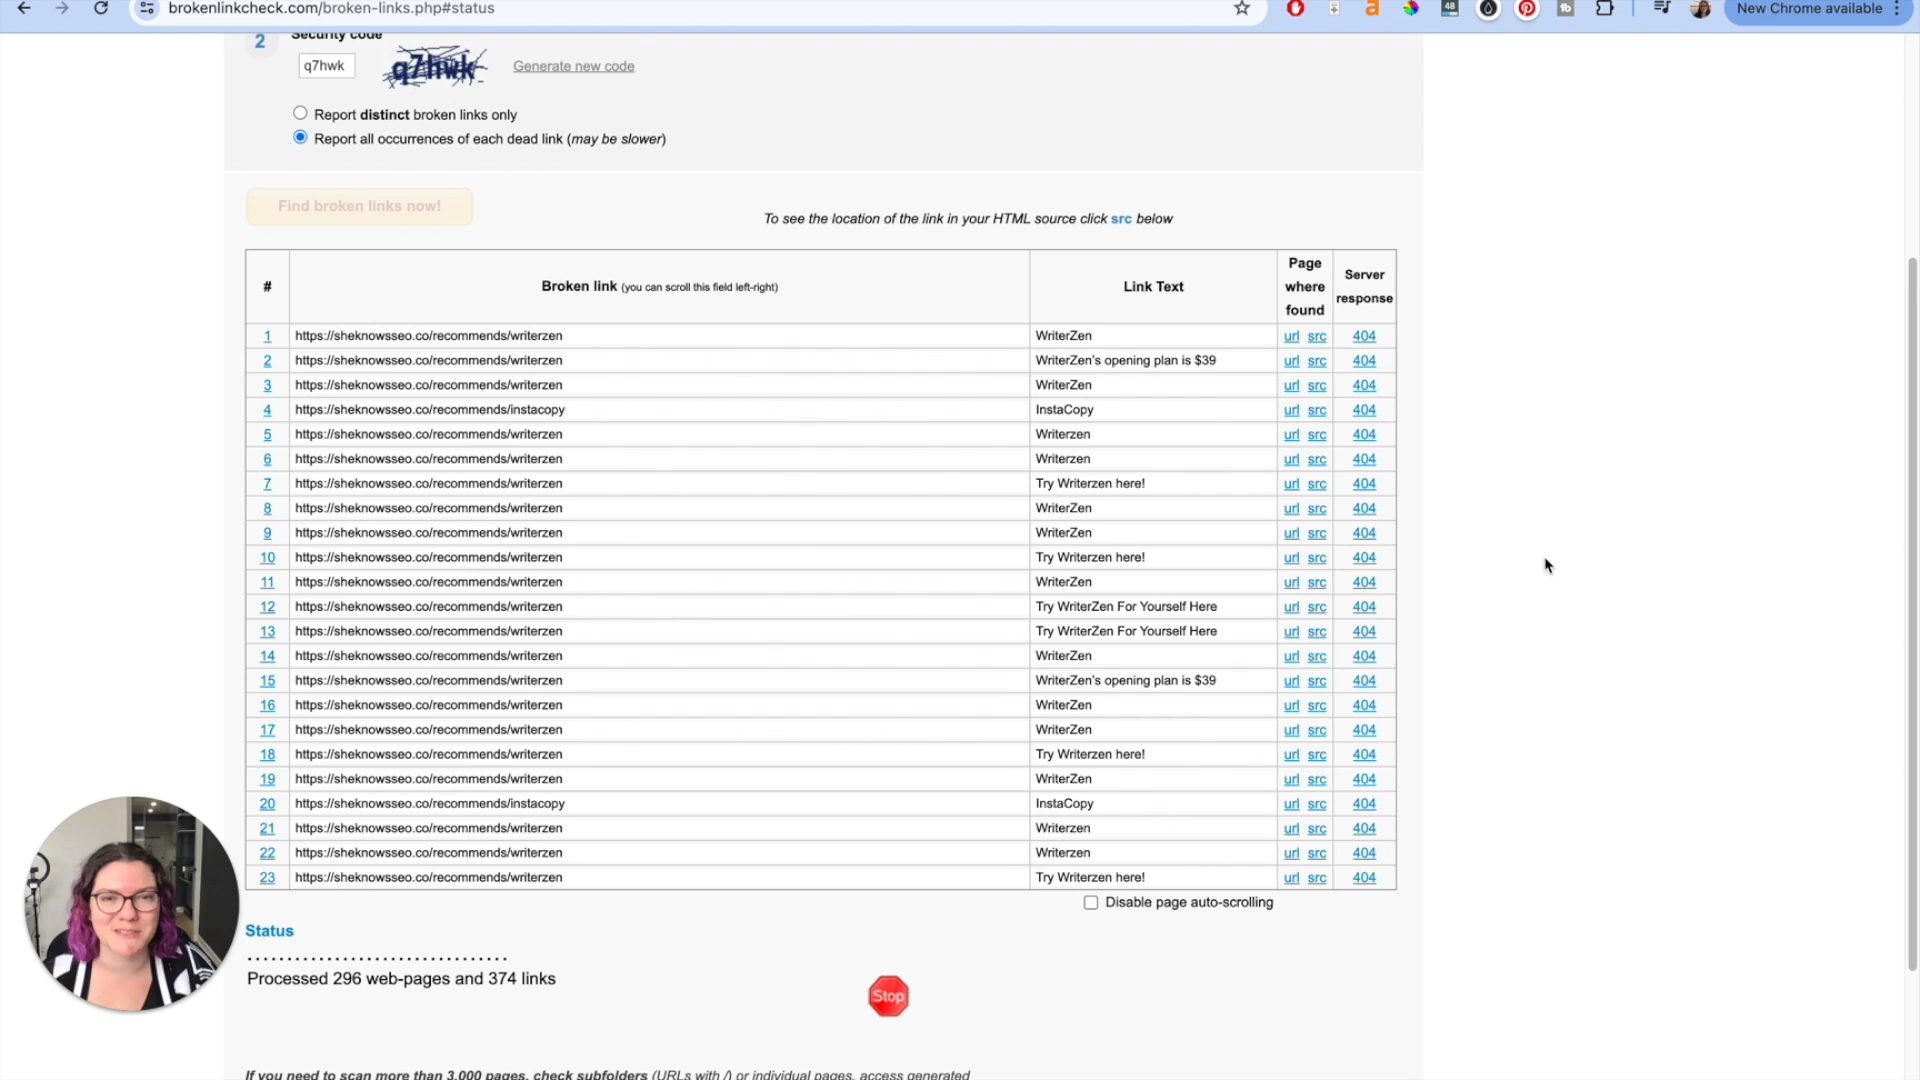 brokenlinkcheck.com/broken-links.php#status
48
New Chrome available
2
Security code
q7hwk
q7hwk
Generate new code
Report distinct broken links only
Report all occurrences of each dead link (may be slower)
Find broken links now!
To see the location of the link in your HTML source click src below
# Broken link (you can scroll this field left-right) Link Text Page where found Server response
1 https://sheknowsseo.co/recommends/writerzen WriterZen url src 404
2 https://sheknowsseo.co/recommends/writerzen WriterZen's opening plan is $39 url src 404
3 https://sheknowsseo.co/recommends/writerzen WriterZen url src 404
4 https://sheknowsseo.co/recommends/instacopy InstaCopy url src 404
5 https://sheknowsseo.co/recommends/writerzen Writerzen url src 404
6 https://sheknowsseo.co/recommends/writerzen Writerzen url src 404
7 https://sheknowsseo.co/recommends/writerzen Try Writerzen here! url src 404
8 https://sheknowsseo.co/recommends/writerzen WriterZen url src 404
9 https://sheknowsseo.co/recommends/writerzen WriterZen url src 404
10 https://sheknowsseo.co/recommends/writerzen Try Writerzen here! url src 404
11 https://sheknowsseo.co/recommends/writerzen WriterZen url src 404
12 https://sheknowsseo.co/recommends/writerzen Try WriterZen For Yourself Here url src 404
13 https://sheknowsseo.co/recommends/writerzen Try WriterZen For Yourself Here url src 404
14 https://sheknowsseo.co/recommends/writerzen WriterZen url src 404
15 https://sheknowsseo.co/recommends/writerzen WriterZen's opening plan is $39 url src 404
16 https://sheknowsseo.co/recommends/writerzen WriterZen url src 404
17 https://sheknowsseo.co/recommends/writerzen WriterZen url src 404
18 https://sheknowsseo.co/recommends/writerzen Try Writerzen here! url src 404
19 https://sheknowsseo.co/recommends/writerzen WriterZen url src 404
20 https://sheknowsseo.co/recommends/instacopy InstaCopy url src 404
21 https://sheknowsseo.co/recommends/writerzen Writerzen url src 404
22 https://sheknowsseo.co/recommends/writerzen Writerzen url src 404
23 https://sheknowsseo.co/recommends/writerzen Try Writerzen here! url src 404
Disable page auto-scrolling
Status
.................................
Processed 296 web-pages and 374 links
Stop
If you need to scan more than 3,000 pages, check subfolders (URLs with /) or individual pages, access generated